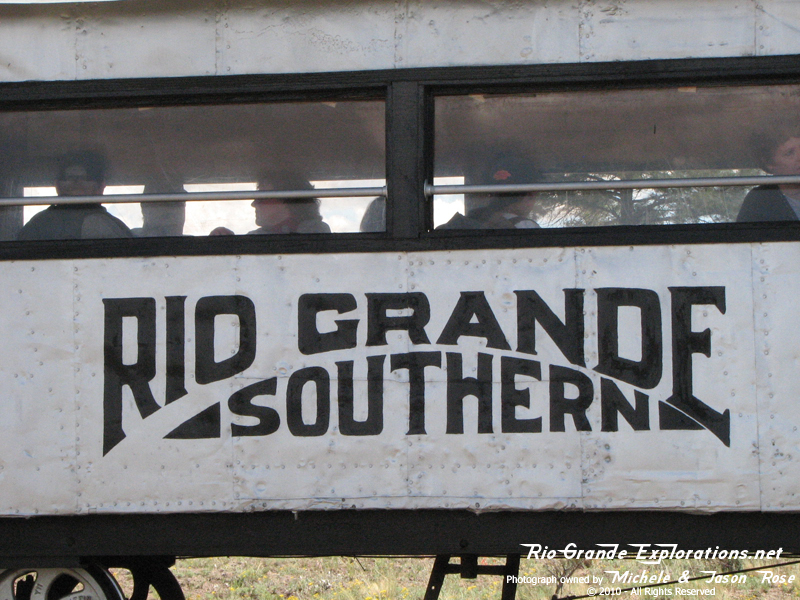 RIO GRANDE
SOUTHERN
Rio Grande Explorations.net
Photograph owned by Michele & Jason Rose
© 2010 - All Rights Reserved